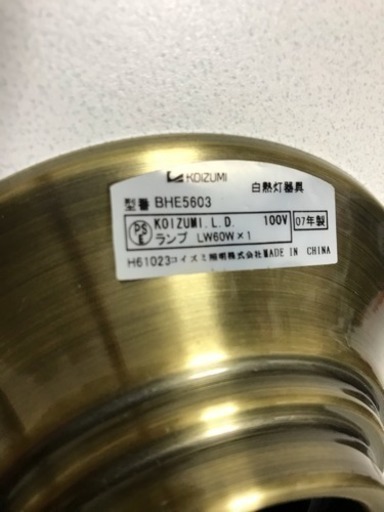 KOIZUMI 白熱灯器具
型番 BHE5603
PS E KOIZUMI.L.D. 100V 07年製
ランプ LW60W×1
H61023コイズミ照明株式会社MADE IN CHINA